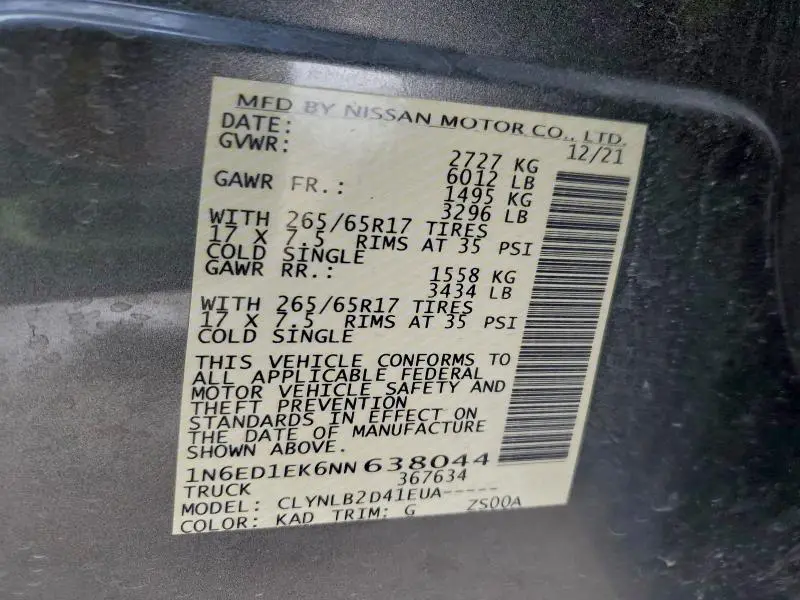 MFD BY NISSAN MOTOR CO., LTD.
DATE: 12/21
GVWR: 2727 KG
6012 LB
GAWR FR.: 1495 KG
3296 LB
WITH 265/65R17 TIRES
17 X 7.5 RIMS AT 35 PSI
COLD SINGLE
GAWR RR.: 1558 KG
3434 LB
WITH 265/65R17 TIRES
17 X 7.5 RIMS AT 35 PSI
COLD SINGLE
THIS VEHICLE CONFORMS TO
ALL APPLICABLE FEDERAL
MOTOR VEHICLE SAFETY AND
THEFT PREVENTION
STANDARDS IN EFFECT ON
THE DATE OF MANUFACTURE
SHOWN ABOVE.
1N6ED1EK6NN638044
TRUCK 367634
MODEL: CLYNLB2D41EUA-----
COLOR: KAD TRIM: G ZS00A